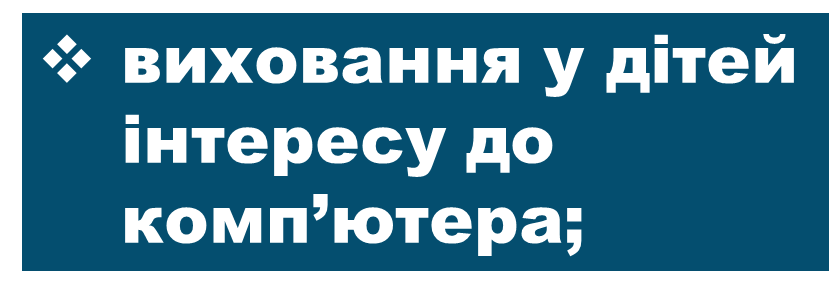 ❖ виховання у дітей
інтересу до
комп’ютера;